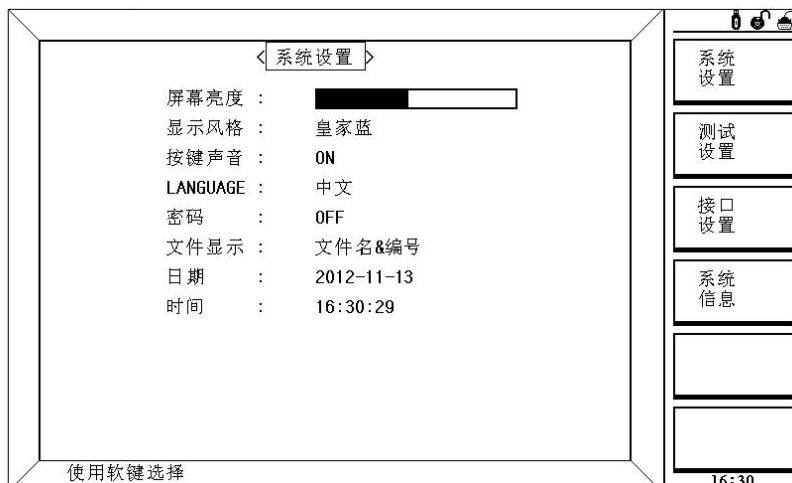 系统设置
屏幕亮度 :
显示风格 : 皇家蓝
按键声音 : ON
LANGUAGE : 中文
密码 : OFF
文件显示 : 文件名&编号
日期 : 2012-11-13
时间 : 16:30:29
使用软键选择
系统
设置
测试
设置
接口
设置
系统
信息
16:30